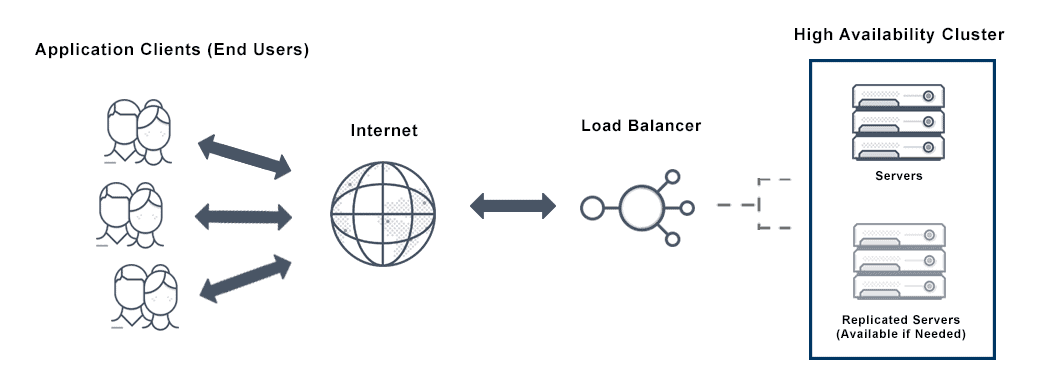 Application Clients (End Users)
Internet
Load Balancer
High Availability Cluster
Servers
Replicated Servers
(Available if Needed)